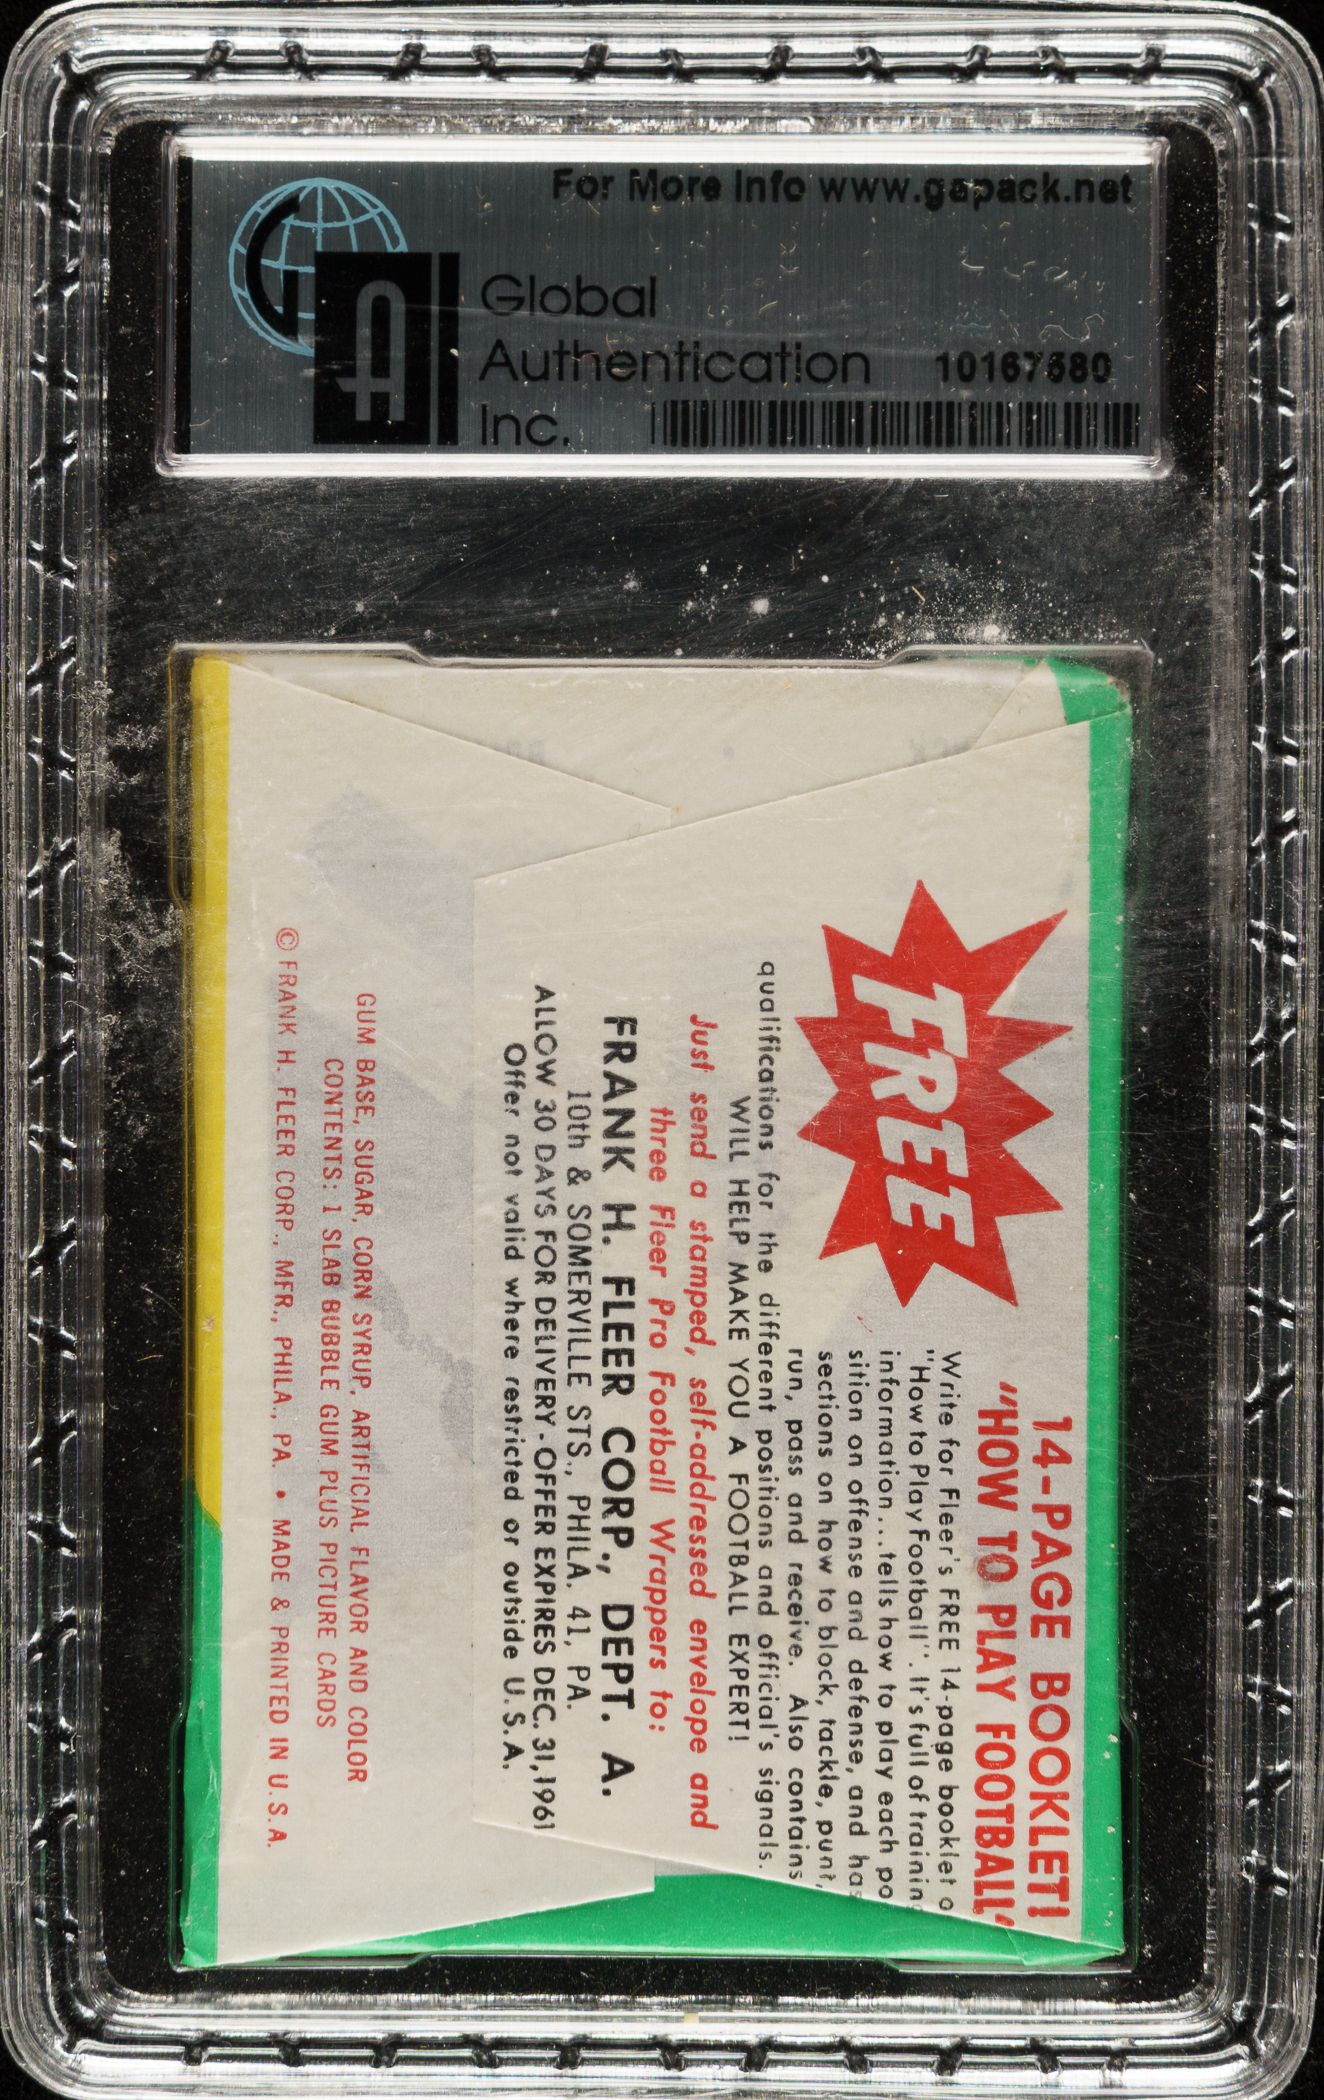 For More Info www.gapack.net
GA
Global
Authentication
Inc.
10167580
FREE
14-PAGE BOOKLET!
"HOW TO PLAY FOOTBALL"
Write for Fleer's FREE 14-page booklet o
"How to Play Football". It's full of trainin
information...tells how to play each po
sition on offense and defense, and has
sections on how to block, tackle, punt,
run, pass and receive. Also contains
qualifications for the different positions and official's signals.
WILL HELP MAKE YOU A FOOTBALL EXPERT!
Just send a stamped, self-addressed envelope and
three Fleer Pro Football Wrappers to:
FRANK H. FLEER CORP., DEPT. A.
10th & SOMERVILLE STS., PHILA. 41, PA.
ALLOW 30 DAYS FOR DELIVERY - OFFER EXPIRES DEC. 31, 1961
Offer not valid where restricted or outside U.S.A.
GUM BASE, SUGAR, CORN SYRUP, ARTIFICIAL FLAVOR AND COLOR
CONTENTS: 1 SLAB BUBBLE GUM PLUS PICTURE CARDS
© FRANK H. FLEER CORP., MFR., PHILA., PA. • MADE & PRINTED IN U.S.A.